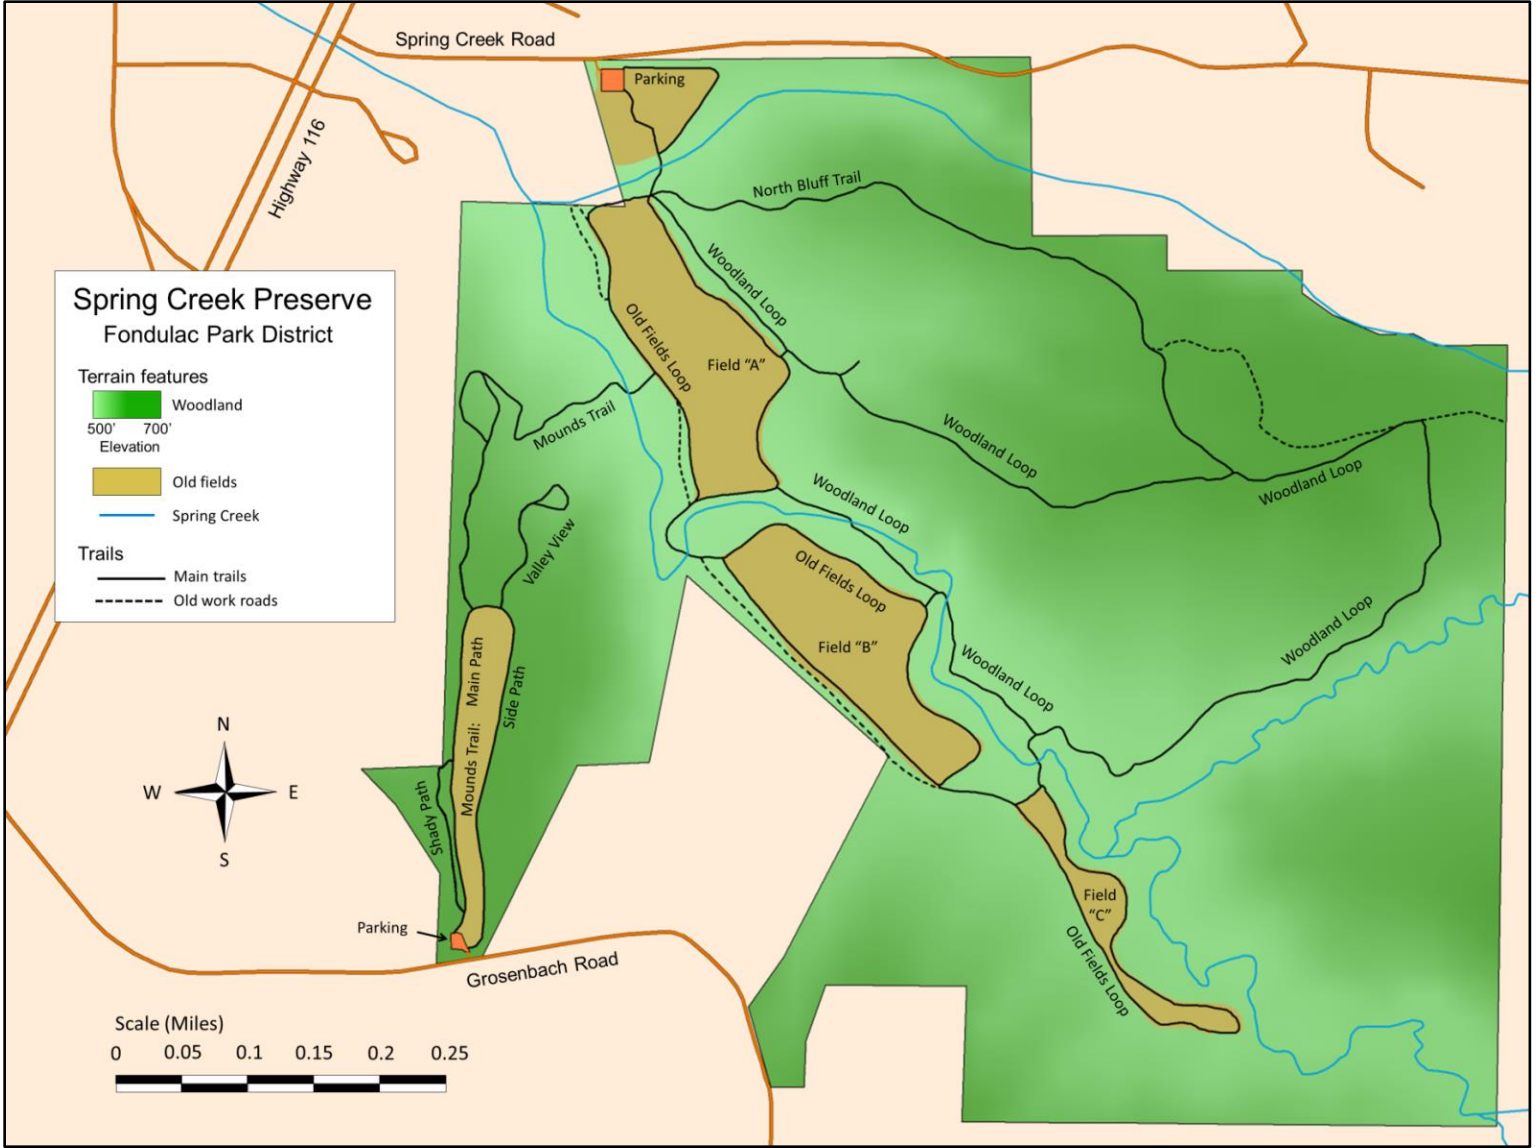 Spring Creek Road
Parking
Highway 116
North Bluff Trail
Woodland Loop
Spring Creek Preserve
Fondulac Park District
Terrain features
Woodland
500' 700'
Elevation
Old fields
Spring Creek
Trails
Main trails
Old work roads
Old Fields Loop
Field "A"
Mounds Trail
Woodland Loop
Woodland Loop
Woodland Loop
Valley View
Old Fields Loop
Field "B"
Woodland Loop
Woodland Loop
Mounds Trail: Main Path
Side Path
Shady Path
N
W E
S
Field
"C"
Old Fields Loop
Parking
Grosenbach Road
Scale (Miles)
0 0.05 0.1 0.15 0.2 0.25